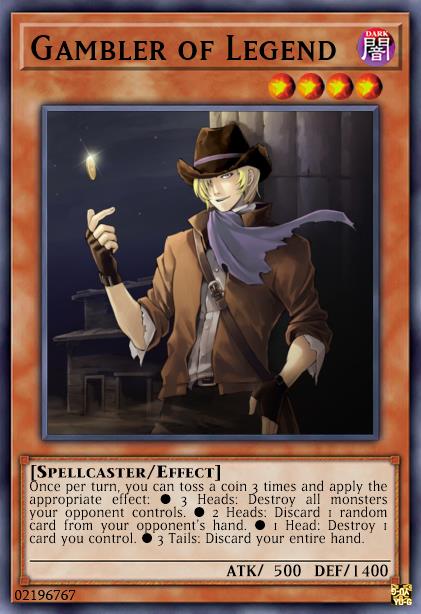 Gambler of Legend
DARK
闇
[Spellcaster/Effect]
Once per turn, you can toss a coin 3 times and apply the
appropriate effect: ● 3 Heads: Destroy all monsters
your opponent controls. ● 2 Heads: Discard 1 random
card from your opponent's hand. ● 1 Head: Destroy 1
card you control. ● 3 Tails: Discard your entire hand.
ATK/ 500 DEF/1400
02196767